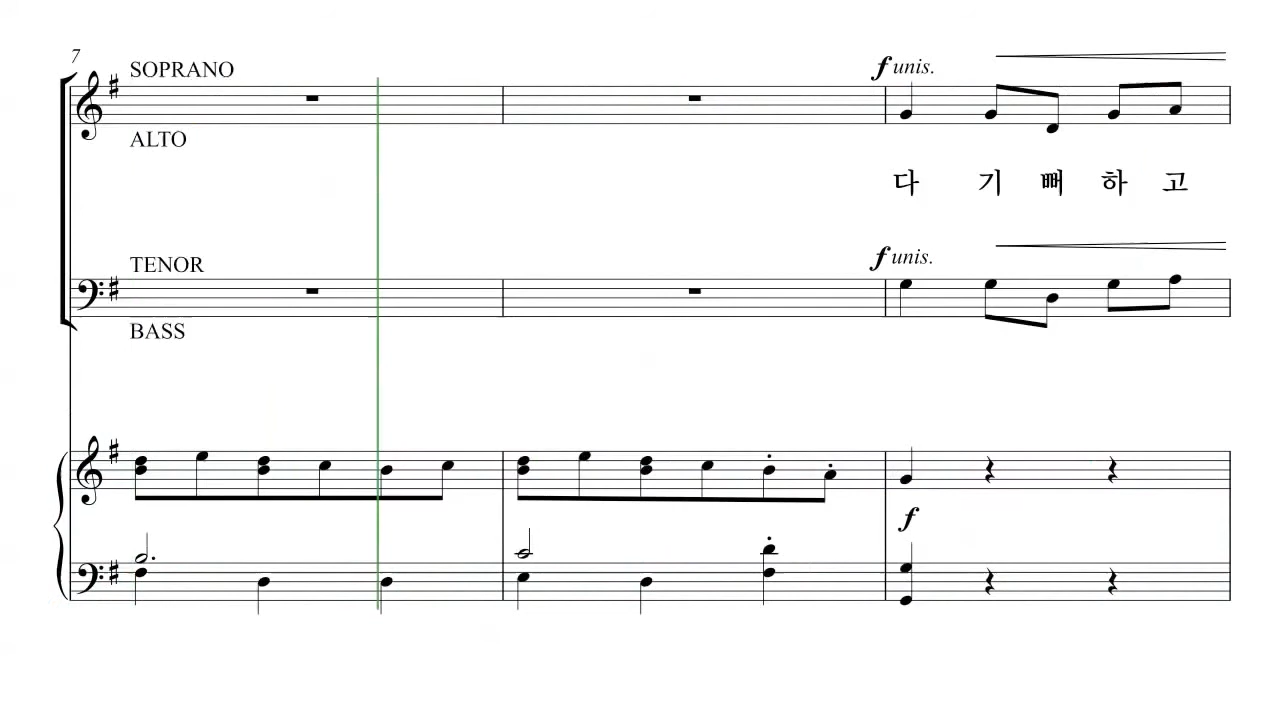 7
SOPRANO
f unis.
ALTO
다 기 뻐 하 고
TENOR
f unis.
BASS
f